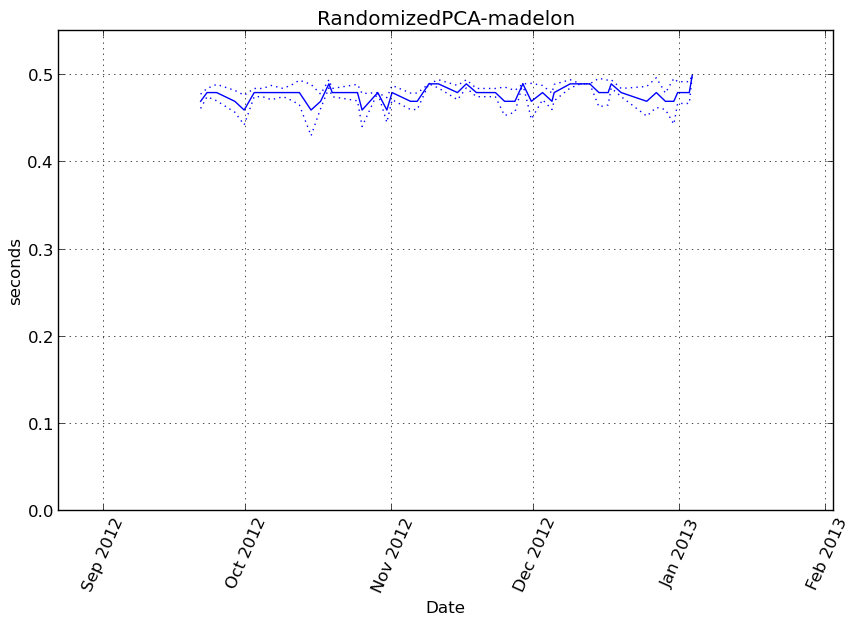 RandomizedPCA-madelon
0.5
0.4
0.3
0.2
0.1
0.0
seconds
Sep 2012
Oct 2012
Nov 2012
Dec 2012
Jan 2013
Feb 2013
Date